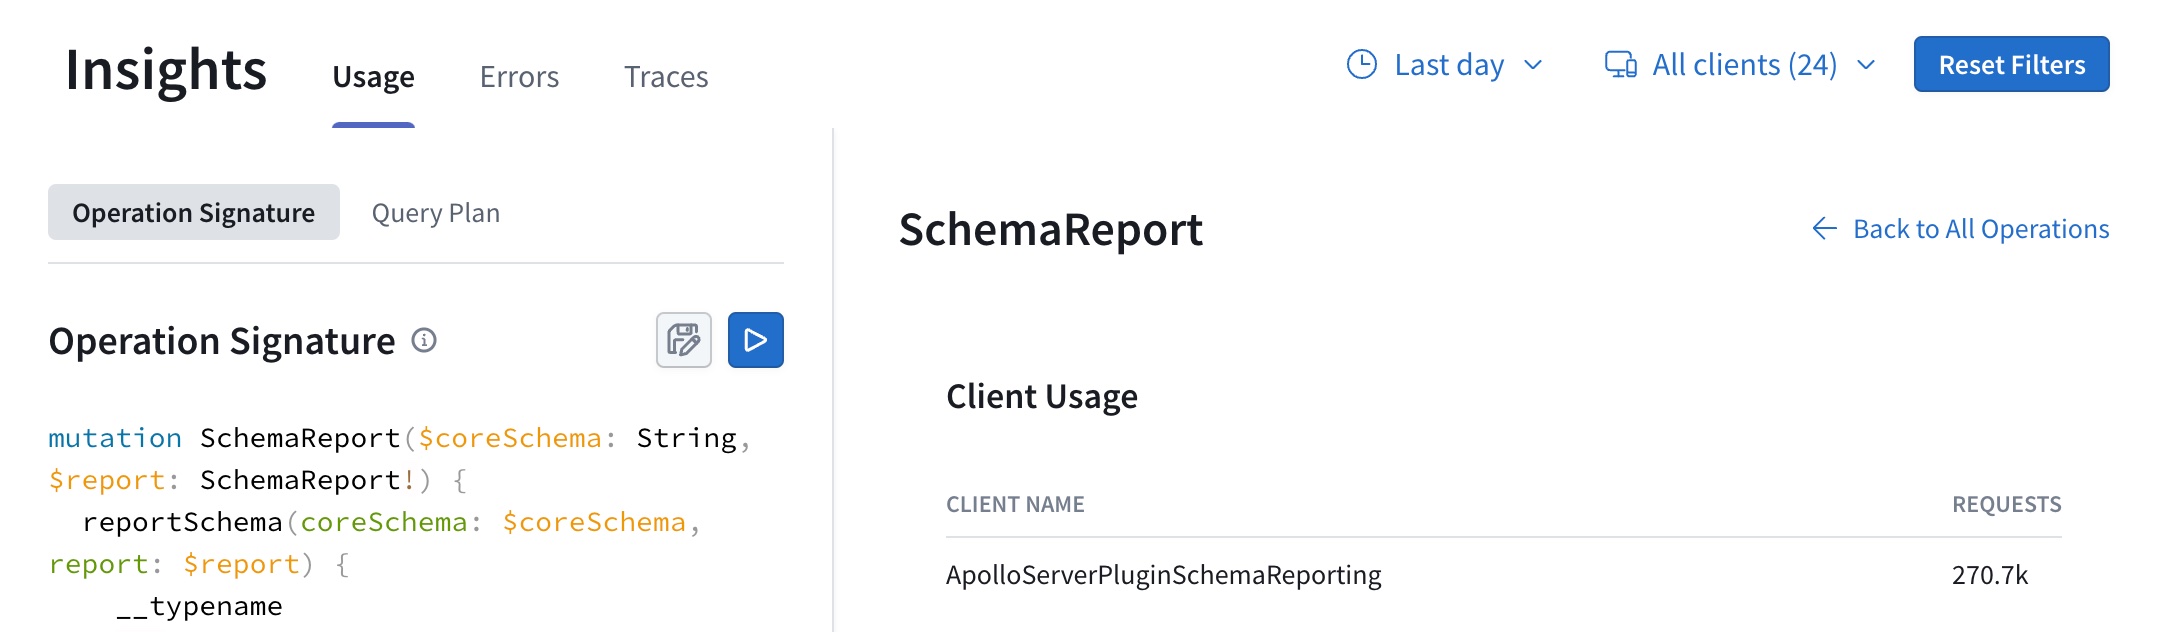 Insights
Usage
Errors
Traces
Last day
All clients (24)
Reset Filters
Operation Signature
Query Plan
Operation Signature
mutation SchemaReport($coreSchema: String,
$report: SchemaReport!) {
  reportSchema(coreSchema: $coreSchema,
report: $report) {
    __typename
SchemaReport
Back to All Operations
Client Usage
CLIENT NAME REQUESTS
ApolloServerPluginSchemaReporting 270.7k